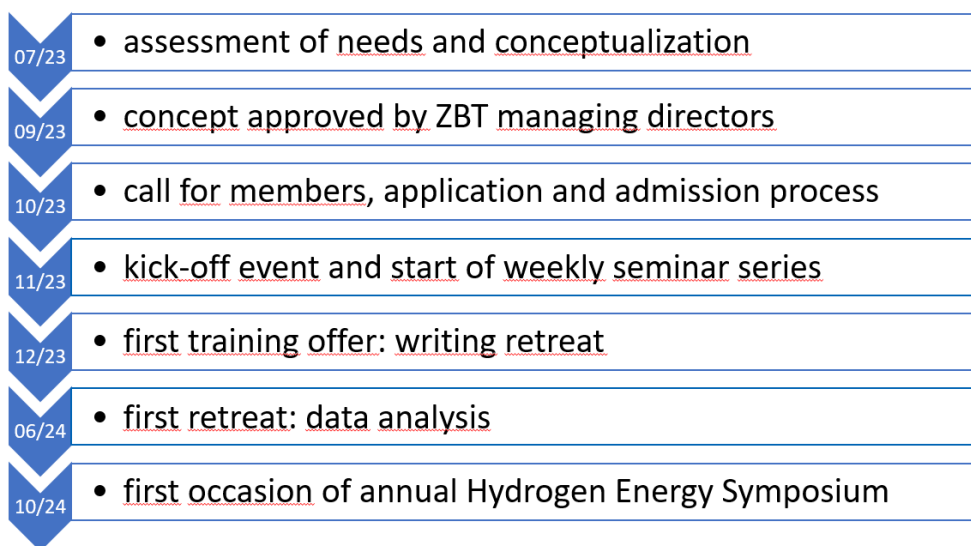 07/23
• assessment of needs and conceptualization
09/23
• concept approved by ZBT managing directors
10/23
• call for members, application and admission process
11/23
• kick-off event and start of weekly seminar series
12/23
• first training offer: writing retreat
06/24
• first retreat: data analysis
10/24
• first occasion of annual Hydrogen Energy Symposium